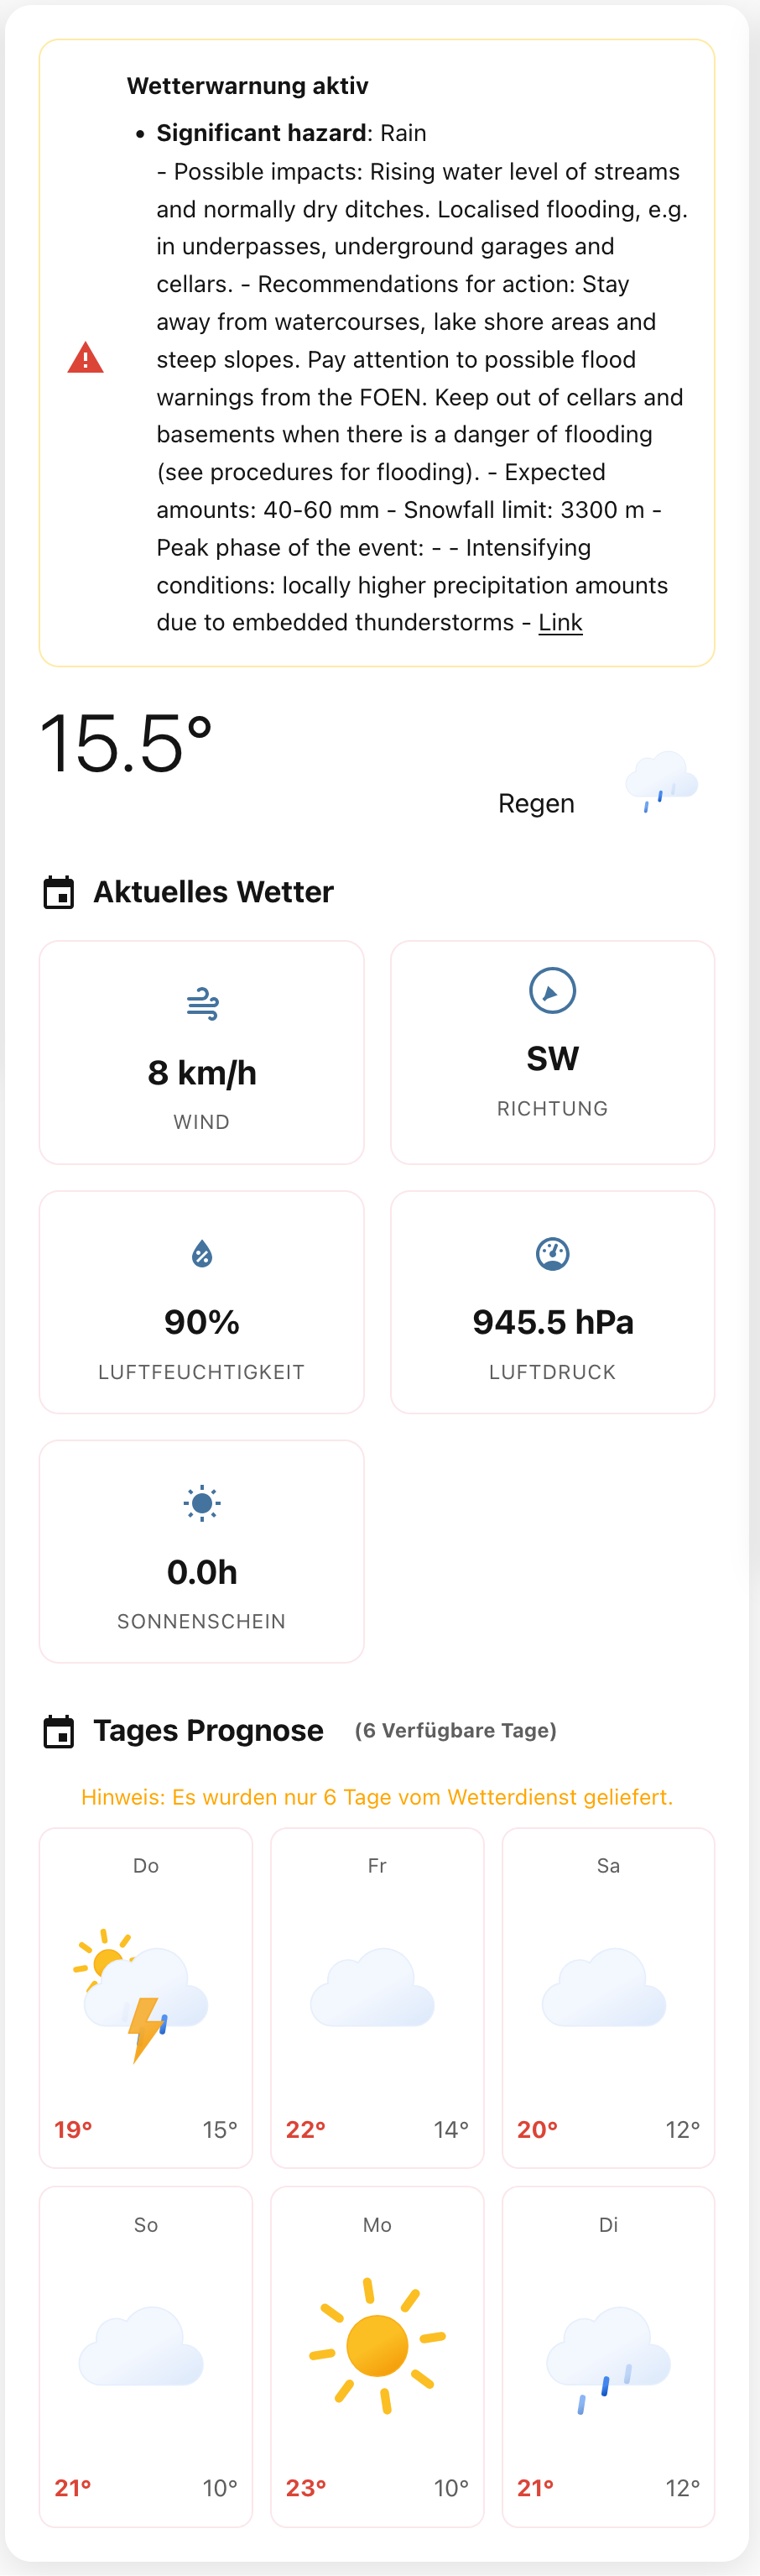 Wetterwarnung aktiv
• Significant hazard: Rain
- Possible impacts: Rising water level of streams
and normally dry ditches. Localised flooding, e.g.
in underpasses, underground garages and
cellars. - Recommendations for action: Stay
away from watercourses, lake shore areas and
steep slopes. Pay attention to possible flood
warnings from the FOEN. Keep out of cellars and
basements when there is a danger of flooding
(see procedures for flooding). - Expected
amounts: 40-60 mm - Snowfall limit: 3300 m -
Peak phase of the event: - - Intensifying
conditions: locally higher precipitation amounts
due to embedded thunderstorms - Link
15.5°
Regen
Aktuelles Wetter
8 km/h
WIND
SW
RICHTUNG
90%
LUFTFEUCHTIGKEIT
945.5 hPa
LUFTDRUCK
0.0h
SONNENSCHEIN
Tages Prognose (6 Verfügbare Tage)
Hinweis: Es wurden nur 6 Tage vom Wetterdienst geliefert.
Do
19° 15°
Fr
22° 14°
Sa
20° 12°
So
21° 10°
Mo
23° 10°
Di
21° 12°